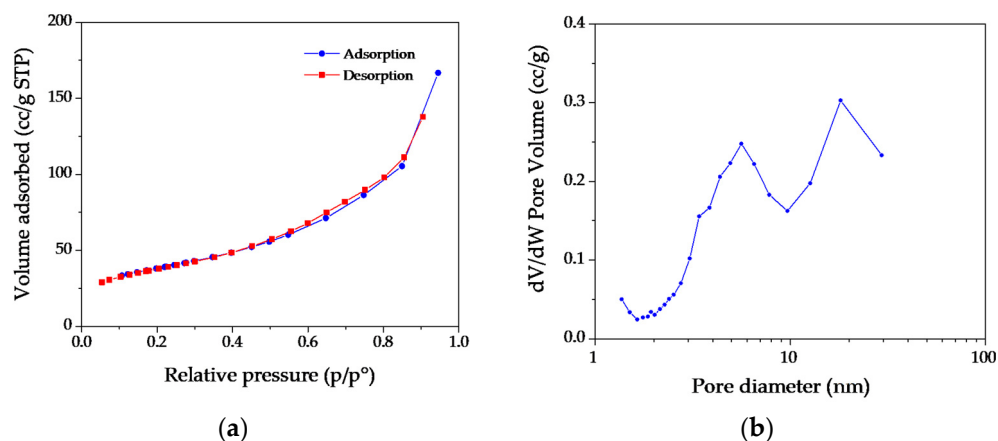 200
150
100
50
0
Volume adsorbed (cc/g STP)
Adsorption
Desorption
0.0 0.2 0.4 0.6 0.8 1.0
Relative pressure (p/p°)
(a)
0.4
0.3
0.2
0.1
0.0
dV/dW Pore Volume (cc/g)
1 10 100
Pore diameter (nm)
(b)